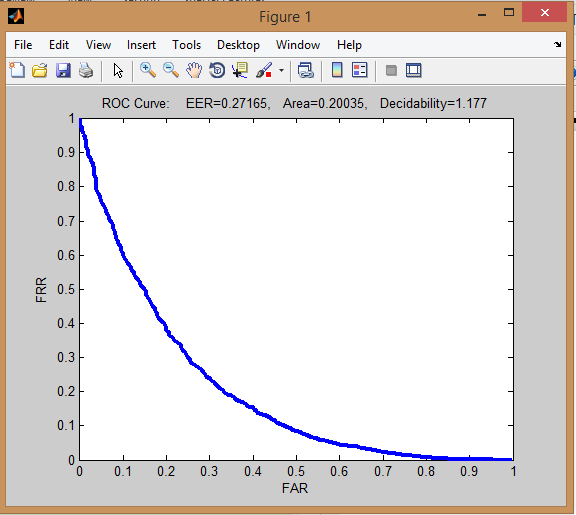 Figure 1
File Edit View Insert Tools Desktop Window Help
ROC Curve: EER=0.27165, Area=0.20035, Decidability=1.177
1
0.9
0.8
0.7
0.6
0.5
0.4
0.3
0.2
0.1
0
FRR
0 0.1 0.2 0.3 0.4 0.5 0.6 0.7 0.8 0.9 1
FAR